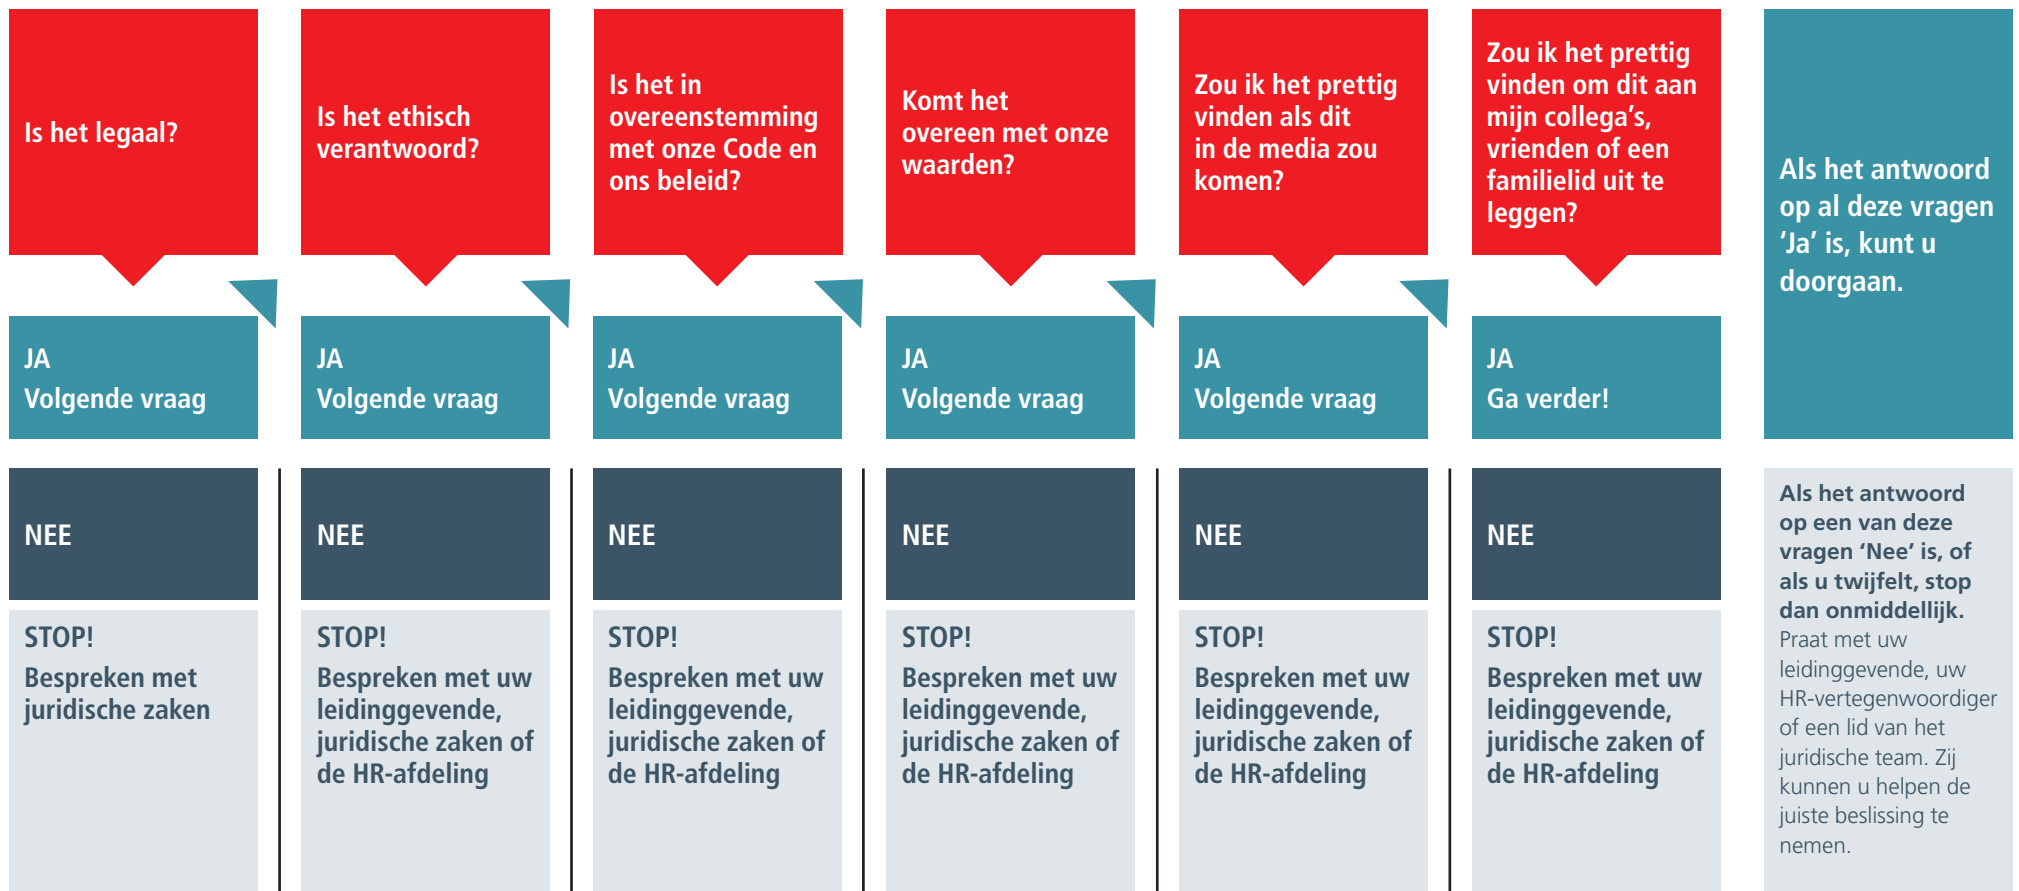 Is het legaal?
JA
Volgende vraag
NEE
STOP!
Bespreken met
juridische zaken
Is het ethisch
verantwoord?
JA
Volgende vraag
NEE
STOP!
Bespreken met uw
leidinggevende,
juridische zaken of
de HR-afdeling
Is het in
overeenstemming
met onze Code en
ons beleid?
JA
Volgende vraag
NEE
STOP!
Bespreken met uw
leidinggevende,
juridische zaken of
de HR-afdeling
Komt het
overeen met onze
waarden?
JA
Volgende vraag
NEE
STOP!
Bespreken met uw
leidinggevende,
juridische zaken of
de HR-afdeling
Zou ik het prettig
vinden als dit
in de media zou
komen?
JA
Volgende vraag
NEE
STOP!
Bespreken met uw
leidinggevende,
juridische zaken of
de HR-afdeling
Zou ik het prettig
vinden om dit aan
mijn collega’s,
vrienden of een
familielid uit te
leggen?
JA
Ga verder!
NEE
STOP!
Bespreken met uw
leidinggevende,
juridische zaken of
de HR-afdeling
Als het antwoord
op al deze vragen
‘Ja’ is, kunt u
doorgaan.
Als het antwoord
op een van deze
vragen ‘Nee’ is, of
als u twijfelt, stop
dan onmiddellijk.
Praat met uw
leidinggevende, uw
HR-vertegenwoordiger
of een lid van het
juridische team. Zij
kunnen u helpen de
juiste beslissing te
nemen.